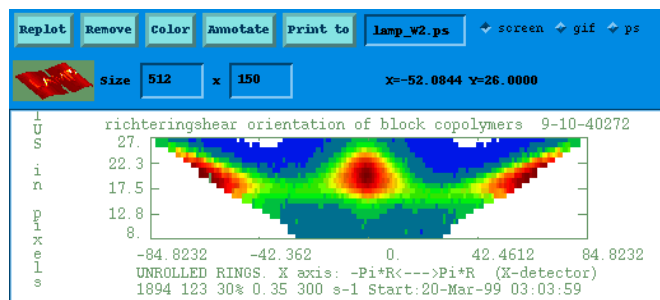 Replot Remove Color Annotate Print to lamp_w2.ps screen gif ps
Size 512 x 150 X=-52.0844 Y=26.0000
IUS in pixels
richteringshear orientation of block copolymers 9-10-40272
27.
22.3
17.5
12.8
8.
-84.8232 -42.362 0. 42.4612 84.8232
UNROLLED RINGS. X axis: -Pi*R<--->Pi*R (X-detector)
1894 123 30% 0.35 300 s-1 Start:20-Mar-99 03:03:59